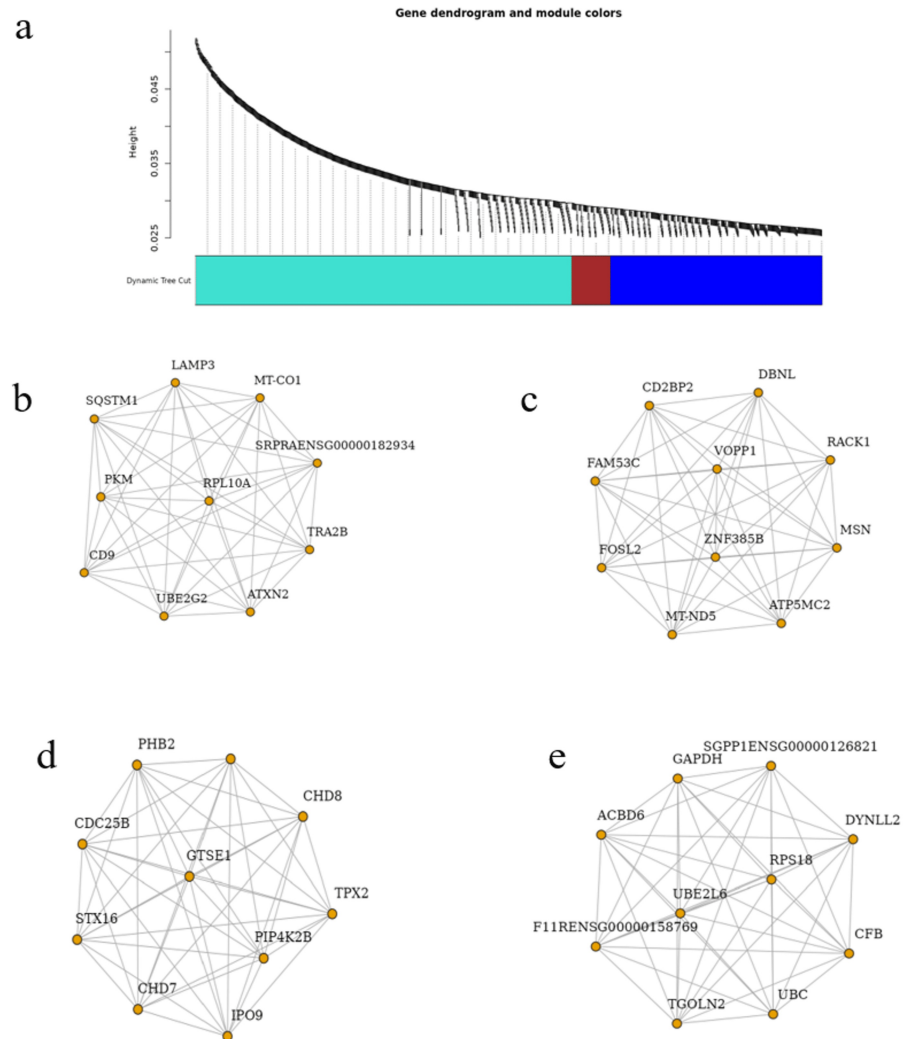 a
Gene dendrogram and module colors
Height
0.045
0.035
0.025
Dynamic Tree Cut
b
LAMP3
MT-CO1
SQSTM1
SRPRAENSG00000182934
PKM
RPL10A
TRA2B
CD9
UBE2G2
ATXN2
c
CD2BP2
DBNL
VOPP1
RACK1
FAM53C
ZNF385B
MSN
FOSL2
MT-ND5
ATP5MC2
d
PHB2
CHD8
CDC25B
GTSE1
TPX2
STX16
PIP4K2B
CHD7
IPO9
e
SGPP1ENSG00000126821
GAPDH
ACBD6
DYNLL2
RPS18
UBE2L6
F11RENSG00000158769
CFB
TGOLN2
UBC